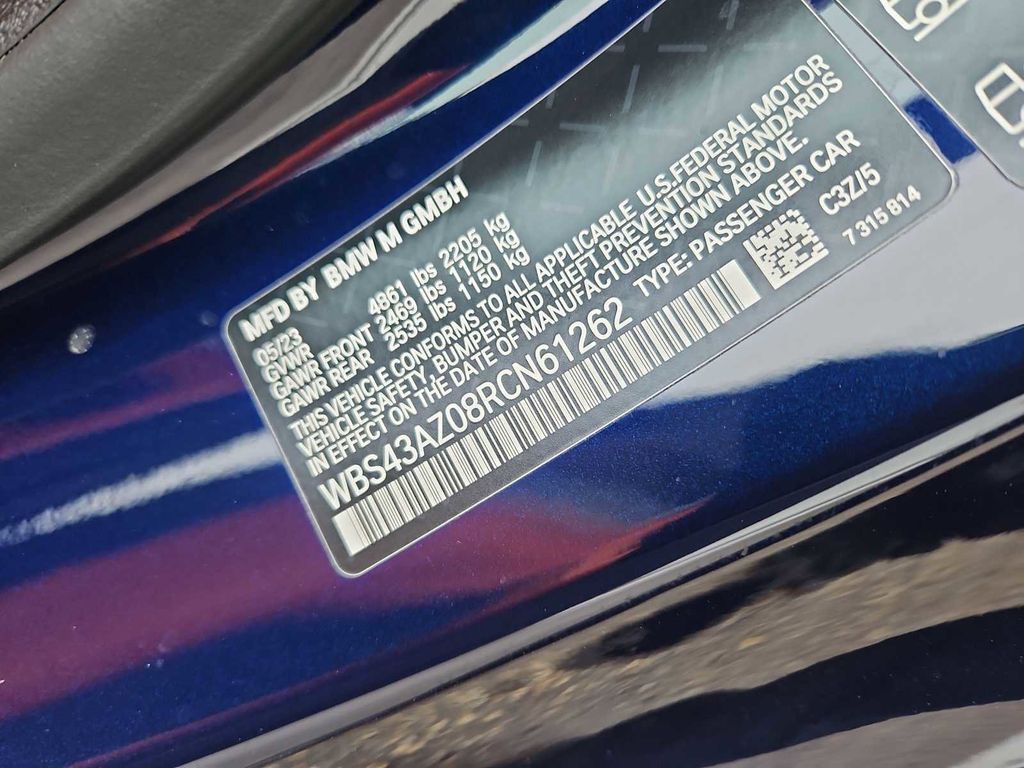 MFD BY BMW M GMBH
05/23
GVWR 4861 lbs 2205 kg
GAWR FRONT 2469 lbs 1120 kg
GAWR REAR 2535 lbs 1150 kg
THIS VEHICLE CONFORMS TO ALL APPLICABLE U.S.FEDERAL MOTOR
VEHICLE SAFETY, BUMPER AND THEFT PREVENTION STANDARDS
IN EFFECT ON THE DATE OF MANUFACTURE SHOWN ABOVE.
WBS43AZ08RCN61262 TYPE: PASSENGER CAR
C3Z/5
7 315 814